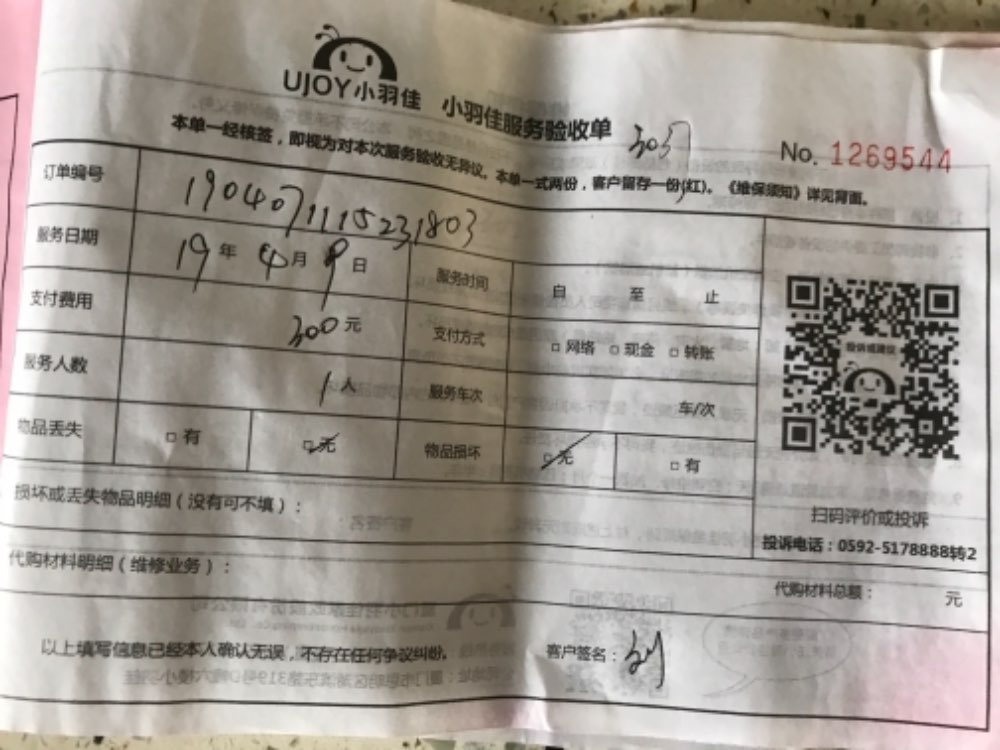 UJOY小羽佳 小羽佳服务验收单 303
No. 1269544
本单一经核签，即视为对本次服务验收无异议。本单一式两份，客户留存一份(红)。《维保须知》详见背面。
订单编号 1904071115231803
服务日期 19年4月9日 服务时间 自 至 止
支付费用 300元 支付方式 □网络 □现金 □转账
服务人数 1人 服务车次 车/次
物品丢失 □有 □无 物品损坏 □无 □有
投诉或建议
损坏或丢失物品明细（没有可不填）：
扫码评价或投诉
投诉电话：0592-5178888转2
代购材料明细（维修业务）：
代购材料总额： 元
以上填写信息已经本人确认无误，不存在任何争议纠纷。 客户签名：刘